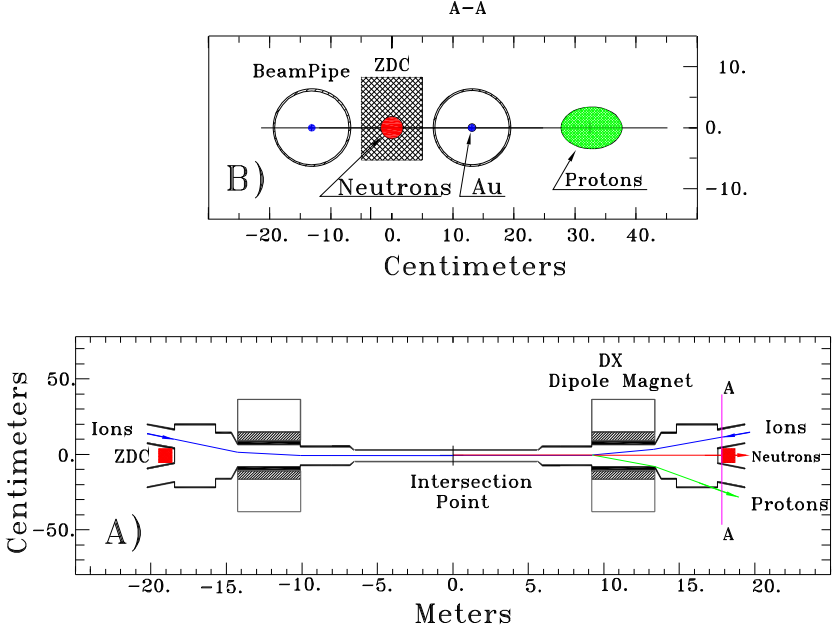 A-A
BeamPipe
ZDC
10.
0.
-10.
B)
Neutrons
Au
Protons
-20. -10. 0. 10. 20. 30. 40.
Centimeters
Centimeters
50.
0.
-50.
DX
Dipole Magnet
A
Ions
Ions
ZDC
Neutrons
Intersection
Point
Protons
A)
A
-20. -15. -10. -5. 0. 5. 10. 15. 20.
Meters